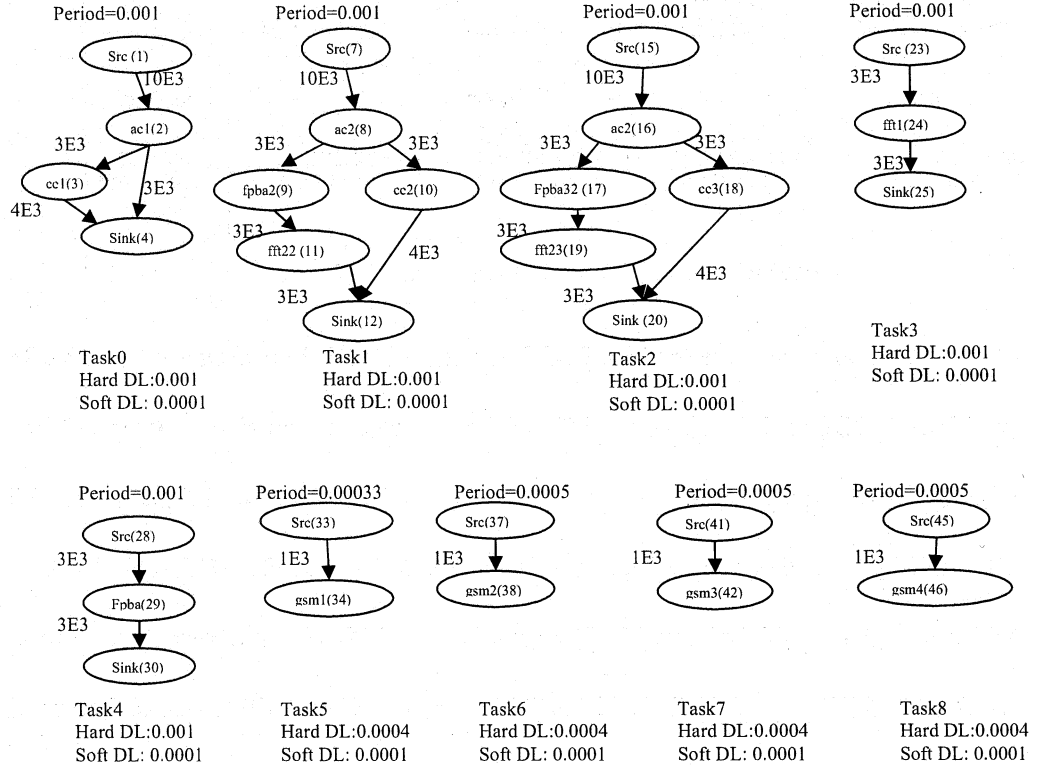 Period=0.001
Src (1)
10E3
ac1(2)
3E3
cc1(3)
3E3
4E3
Sink(4)
Task0
Hard DL:0.001
Soft DL: 0.0001
Period=0.001
Src(7)
10E3
ac2(8)
3E3
3E3
fpba2(9)
cc2(10)
3E3
fft22 (11)
4E3
3E3
Sink(12)
Task1
Hard DL:0.001
Soft DL: 0.0001
Period=0.001
Src(15)
10E3
ac2(16)
3E3
3E3
Fpba32 (17)
cc3(18)
3E3
fft23(19)
4E3
3E3
Sink (20)
Task2
Hard DL:0.001
Soft DL: 0.0001
Period=0.001
Src (23)
3E3
fft1(24)
3E3
Sink(25)
Task3
Hard DL:0.001
Soft DL: 0.0001
Period=0.001
Src(28)
3E3
Fpba(29)
3E3
Sink(30)
Task4
Hard DL:0.001
Soft DL: 0.0001
Period=0.00033
Src(33)
1E3
gsm1(34)
Task5
Hard DL:0.0004
Soft DL: 0.0001
Period=0.0005
Src(37)
1E3
gsm2(38)
Task6
Hard DL:0.0004
Soft DL: 0.0001
Period=0.0005
Src(41)
1E3
gsm3(42)
Task7
Hard DL:0.0004
Soft DL: 0.0001
Period=0.0005
Src(45)
1E3
gsm4(46)
Task8
Hard DL:0.0004
Soft DL: 0.0001